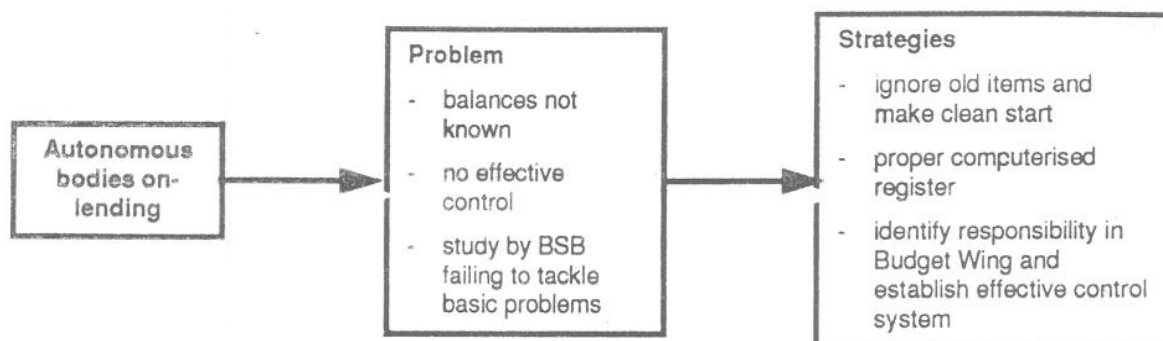 Autonomous
bodies on-
lending
Problem
- balances not
known
- no effective
control
- study by BSB
failing to tackle
basic problems
Strategies
- ignore old items and
make clean start
- proper computerised
register
- identify responsibility in
Budget Wing and
establish effective control
system